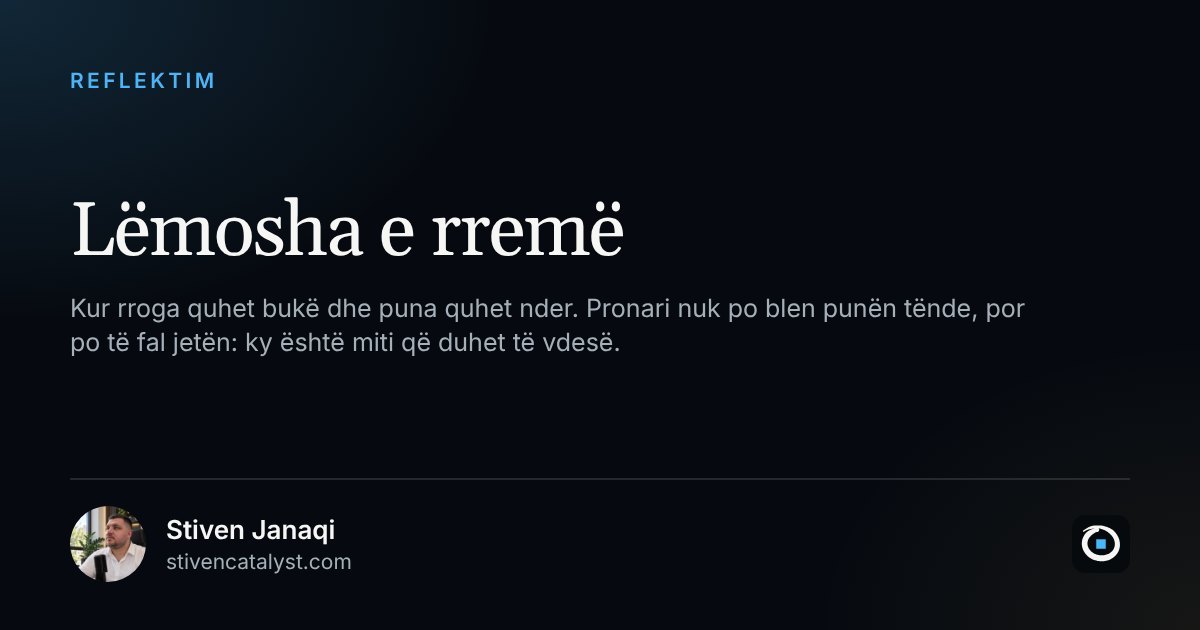 REFLEKTIM
Lëmosha e rremë
Kur rroga quhet bukë dhe puna quhet nder. Pronari nuk po blen punën tënde, por
po të fal jetën: ky është miti që duhet të vdesë.
Stiven Janaqi
stivencatalyst.com